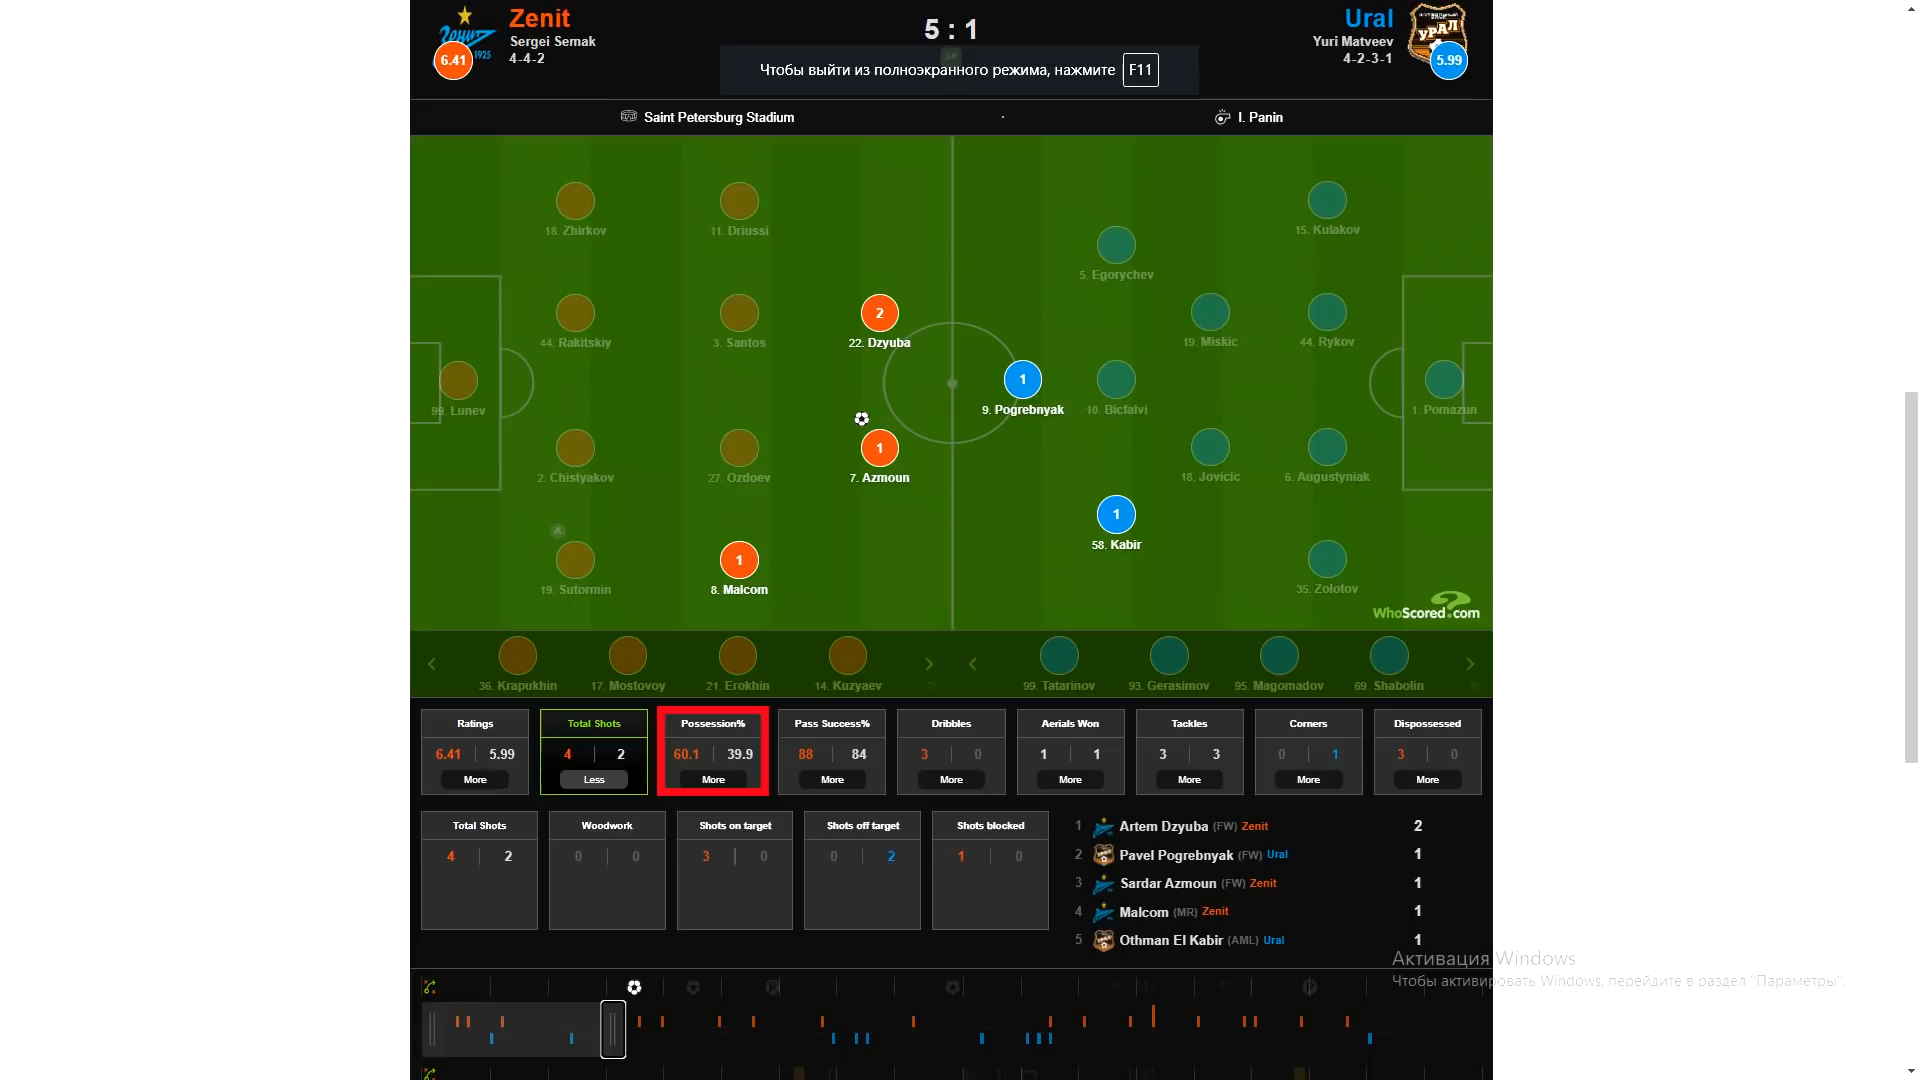 Zenit
Sergei Semak
4-4-2
6.41
5 : 1
Ural
Yuri Matveev
4-2-3-1
5.99
Чтобы выйти из полноэкранного режима, нажмите F11
Saint Petersburg Stadium
I. Panin
18. Zhirkov
11. Driussi
15. Kulakov
5. Egorychev
2
1
44. Rakitskiy
3. Santos
22. Dzyuba
19. Miskic
44. Rykov
99. Lunev
9. Pogrebnyak
10. Bicfalvi
1. Pomazun
1
2. Chistyakov
27. Ozdoev
7. Azmoun
18. Jovicic
6. Augustyniak
1
58. Kabir
1
19. Sutormin
8. Malcom
35. Zolotov
WhoScored.com
36. Krapukhin
17. Mostovoy
21. Erokhin
14. Kuzyaev
99. Tatarinov
93. Gerasimov
95. Magomadov
69. Shabolin
Ratings
Total Shots
Possession%
Pass Success%
Dribbles
Aerials Won
Tackles
Corners
Dispossessed
6.41 5.99
4 2
60.1 39.9
88 84
3 0
1 1
3 3
0 1
3 0
More
Less
More
More
More
More
More
More
More
Total Shots
Woodwork
Shots on target
Shots off target
Shots blocked
4 2
0 0
3 0
0 2
1 0
1 Artem Dzyuba (FW) Zenit 2
2 Pavel Pogrebnyak (FW) Ural 1
3 Sardar Azmoun (FW) Zenit 1
4 Malcom (MR) Zenit 1
5 Othman El Kabir (AML) Ural 1
Активация Windows
Чтобы активировать Windows, перейдите в раздел "Параметры".